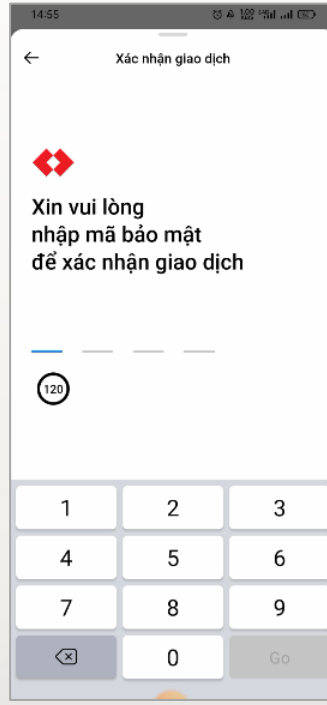 14:55
Xác nhận giao dịch
Xin vui lòng
nhập mã bảo mật
để xác nhận giao dịch
120
1 2 3
4 5 6
7 8 9
0 Go